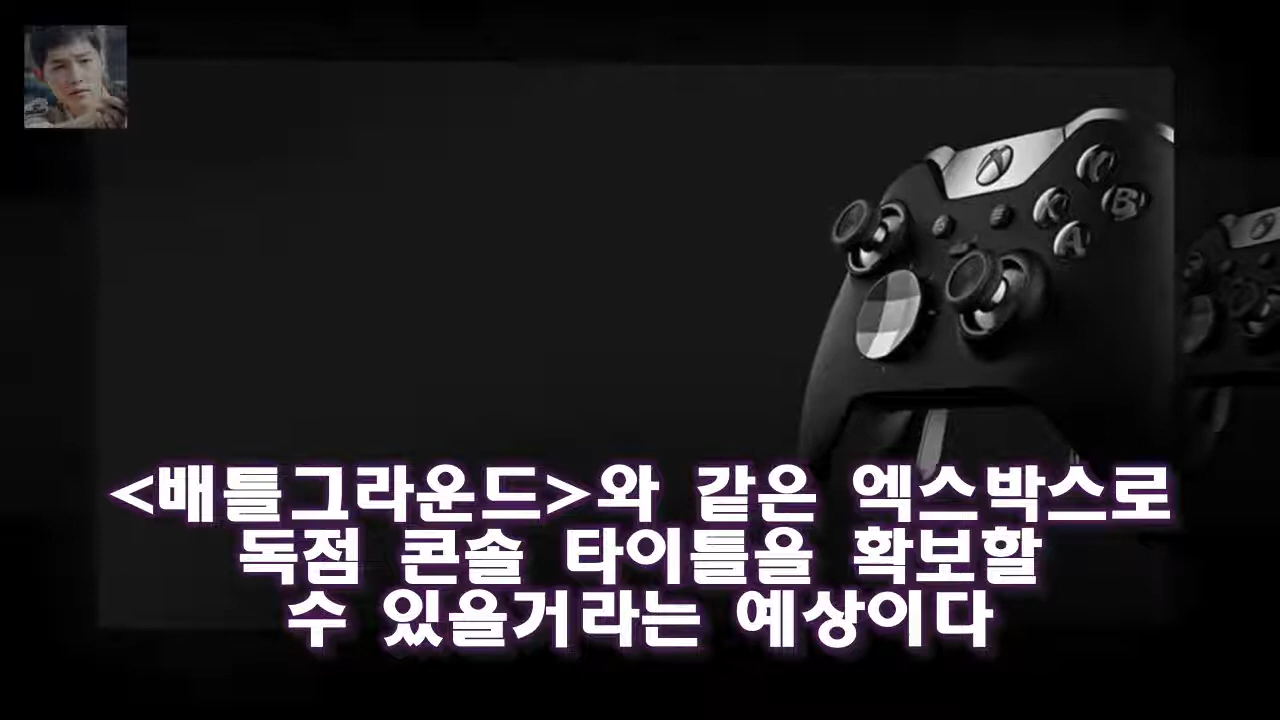 <배틀그라운드>와 같은 엑스박스로
독점 콘솔 타이틀을 확보할
수 있을거라는 예상이다
Y
X B
A